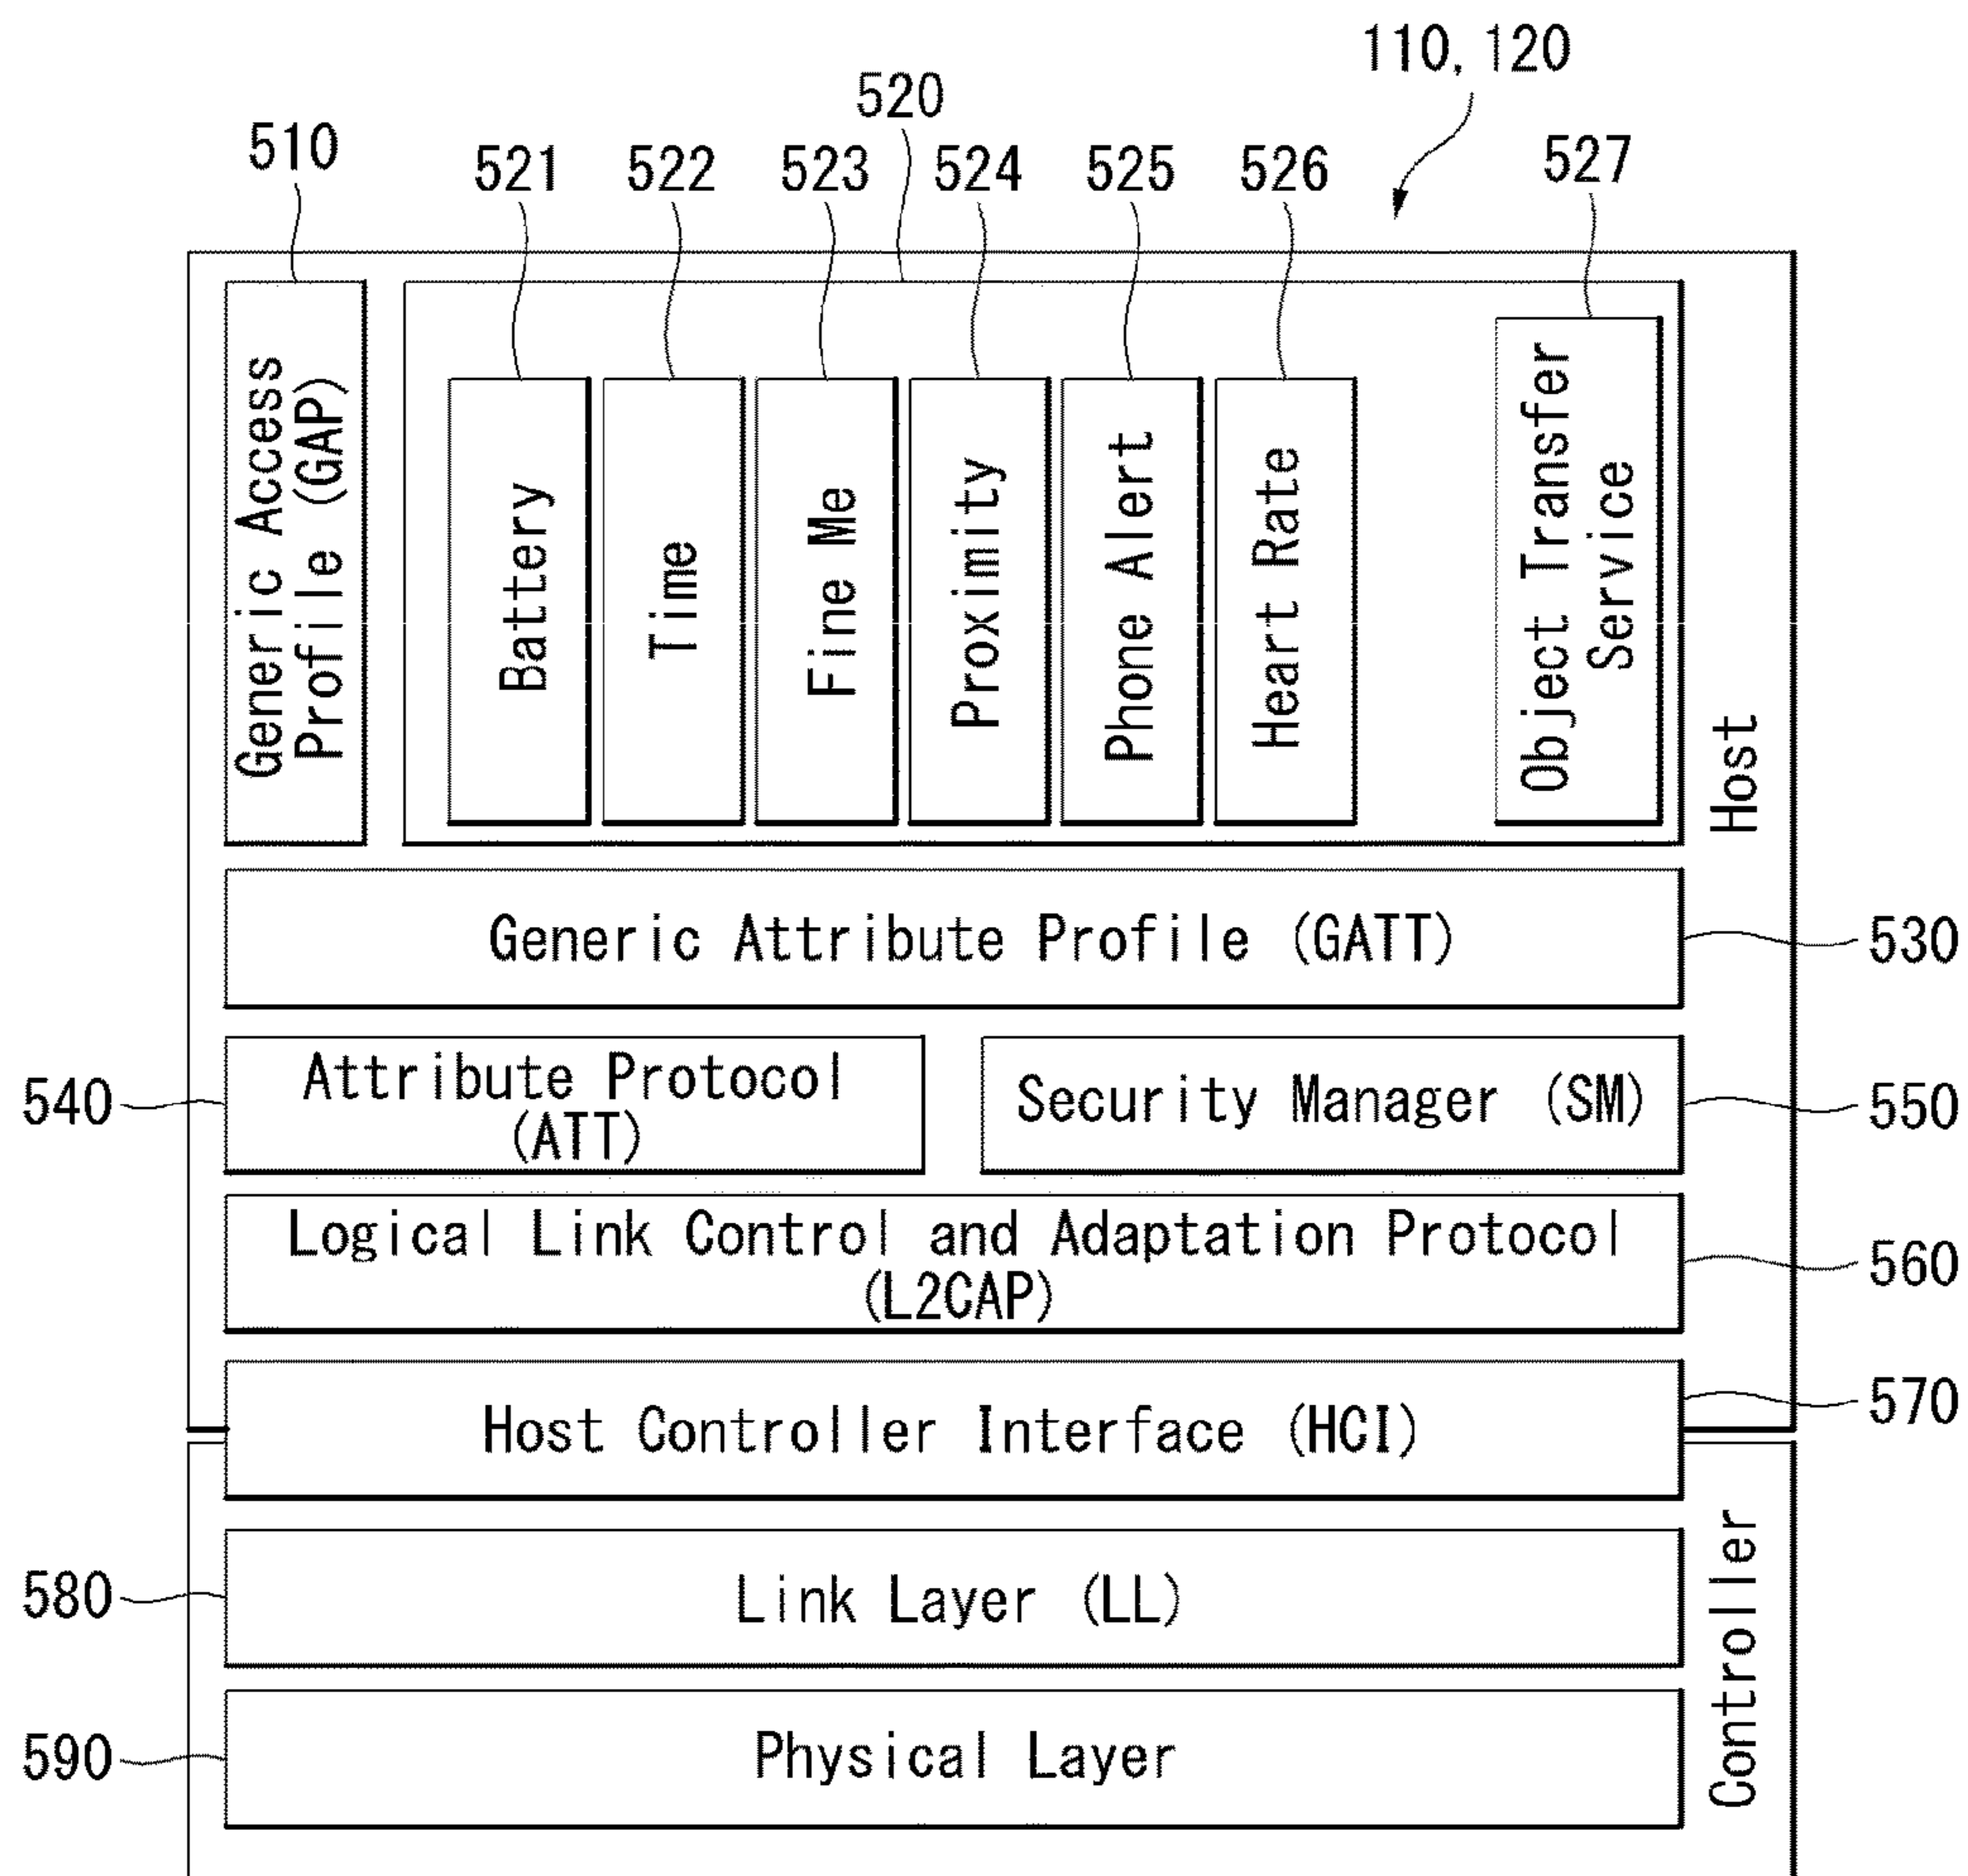 110, 120
520
510
521
522
523
524
525
526
527
Generic Access
Profile (GAP)
Battery
Time
Fine Me
Proximity
Phone Alert
Heart Rate
Object Transfer
Service
Host
Generic Attribute Profile (GATT)
530
540
Attribute Protocol
(ATT)
Security Manager (SM)
550
Logical Link Control and Adaptation Protocol
(L2CAP)
560
Host Controller Interface (HCI)
570
580
Link Layer (LL)
Controller
590
Physical Layer